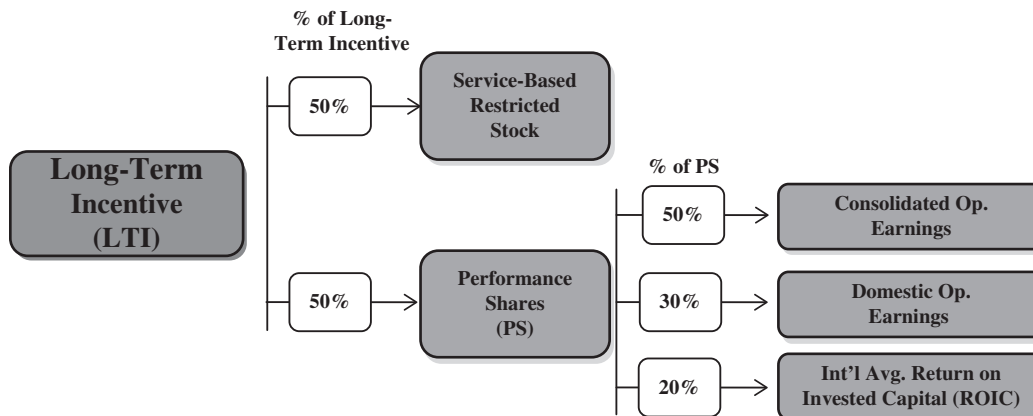 % of Long-
Term Incentive
50%
Service-Based
Restricted
Stock
Long-Term
Incentive
(LTI)
50%
Performance
Shares
(PS)
% of PS
50%
Consolidated Op.
Earnings
30%
Domestic Op.
Earnings
20%
Int'l Avg. Return on
Invested Capital (ROIC)